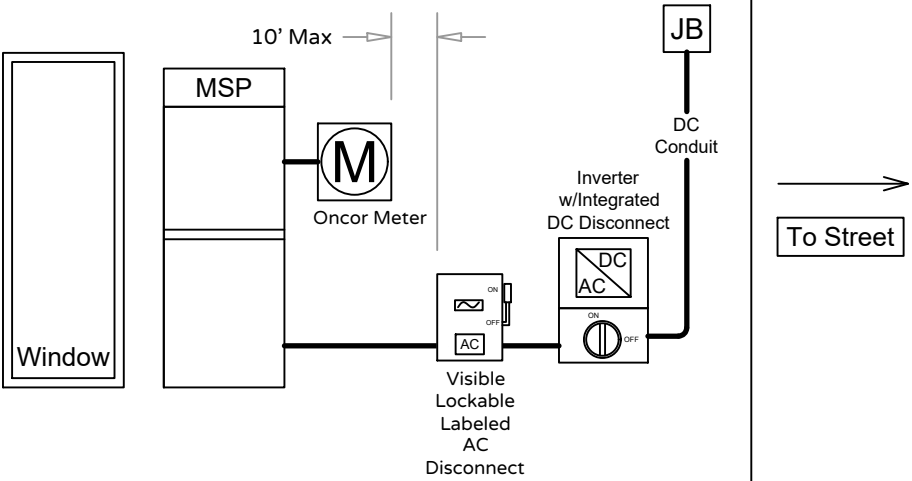 10' Max
JB
MSP
M
Oncor Meter
DC
Conduit
Inverter
w/Integrated
DC Disconnect
DC
AC
ON
OFF
To Street
ON
OFF
AC
Window
Visible
Lockable
Labeled
AC
Disconnect